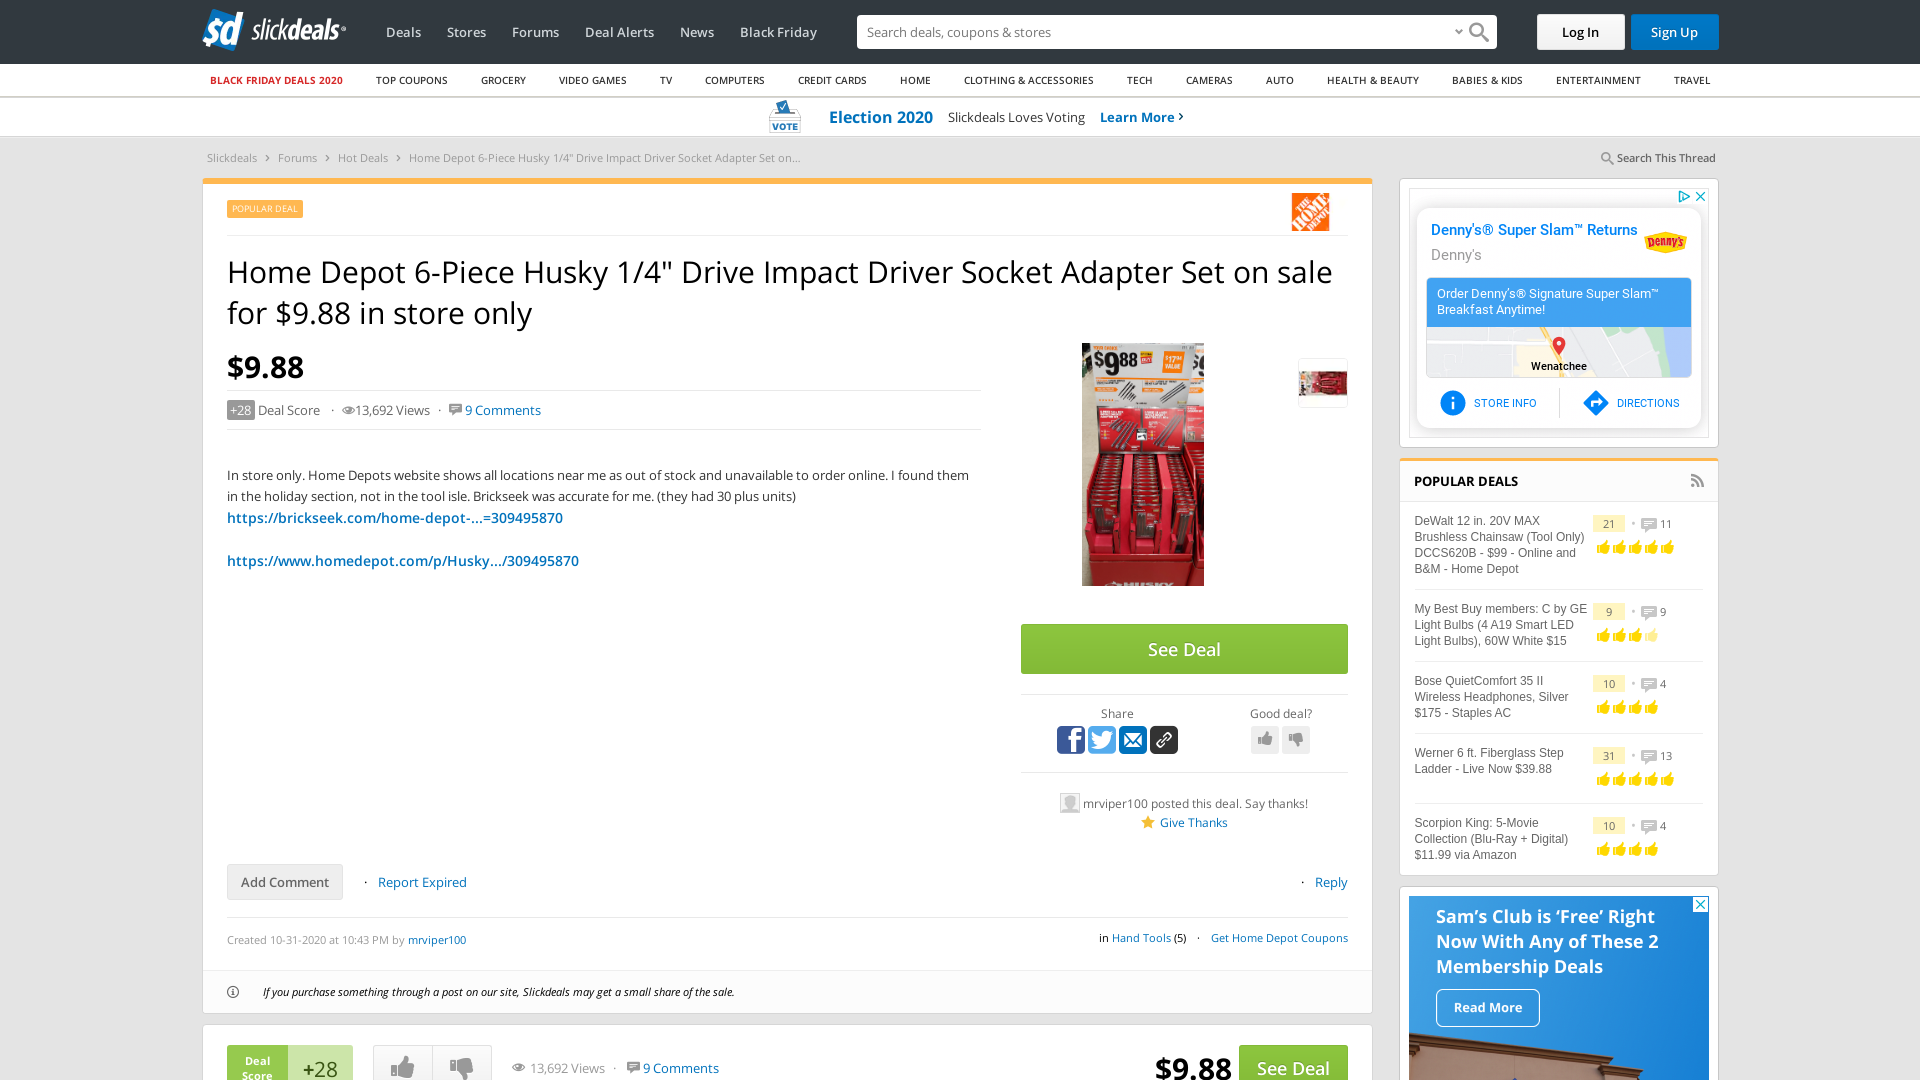 slickdeals
Deals
Stores
Forums
Deal Alerts
News
Black Friday
Search deals, coupons & stores
Log In
Sign Up
BLACK FRIDAY DEALS 2020
TOP COUPONS
GROCERY
VIDEO GAMES
TV
COMPUTERS
CREDIT CARDS
HOME
CLOTHING & ACCESSORIES
TECH
CAMERAS
AUTO
HEALTH & BEAUTY
BABIES & KIDS
ENTERTAINMENT
TRAVEL
VOTE
Election 2020
Slickdeals Loves Voting
Learn More
Slickdeals > Forums > Hot Deals > Home Depot 6-Piece Husky 1/4" Drive Impact Driver Socket Adapter Set on...
Search This Thread
POPULAR DEAL
THE HOME DEPOT
Home Depot 6-Piece Husky 1/4" Drive Impact Driver Socket Adapter Set on sale
for $9.88 in store only
$9.88
+28 Deal Score · 13,692 Views · 9 Comments
In store only. Home Depots website shows all locations near me as out of stock and unavailable to order online. I found them
in the holiday section, not in the tool isle. Brickseek was accurate for me. (they had 30 plus units)
https://brickseek.com/home-depot-...=309495870
https://www.homedepot.com/p/Husky.../309495870
$9.88
HUSKY
See Deal
Share
Good deal?
mrviper100 posted this deal. Say thanks!
Give Thanks
Add Comment
· Report Expired
· Reply
Created 10-31-2020 at 10:43 PM by mrviper100
in Hand Tools (5) · Get Home Depot Coupons
If you purchase something through a post on our site, Slickdeals may get a small share of the sale.
Deal
Score
+28
13,692 Views · 9 Comments
$9.88
See Deal
Denny's® Super Slam™ Returns
Denny's
Denny's
Order Denny's® Signature Super Slam™
Breakfast Anytime!
Wenatchee
STORE INFO
DIRECTIONS
POPULAR DEALS
DeWalt 12 in. 20V MAX
Brushless Chainsaw (Tool Only)
DCCS620B - $99 - Online and
B&M - Home Depot
21 • 11
My Best Buy members: C by GE
Light Bulbs (4 A19 Smart LED
Light Bulbs), 60W White $15
9 • 9
Bose QuietComfort 35 II
Wireless Headphones, Silver
$175 - Staples AC
10 • 4
Werner 6 ft. Fiberglass Step
Ladder - Live Now $39.88
31 • 13
Scorpion King: 5-Movie
Collection (Blu-Ray + Digital)
$11.99 via Amazon
10 • 4
Sam's Club is 'Free' Right
Now With Any of These 2
Membership Deals
Read More